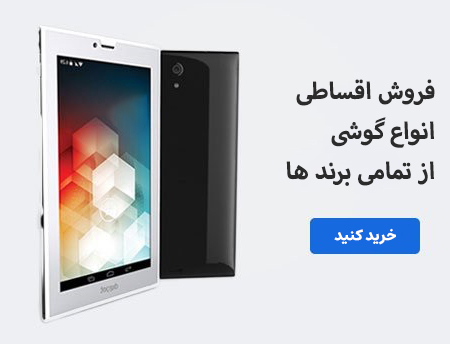 فروش اقساطی
انواع گوشی
از تمامی برند ها
خرید کنید